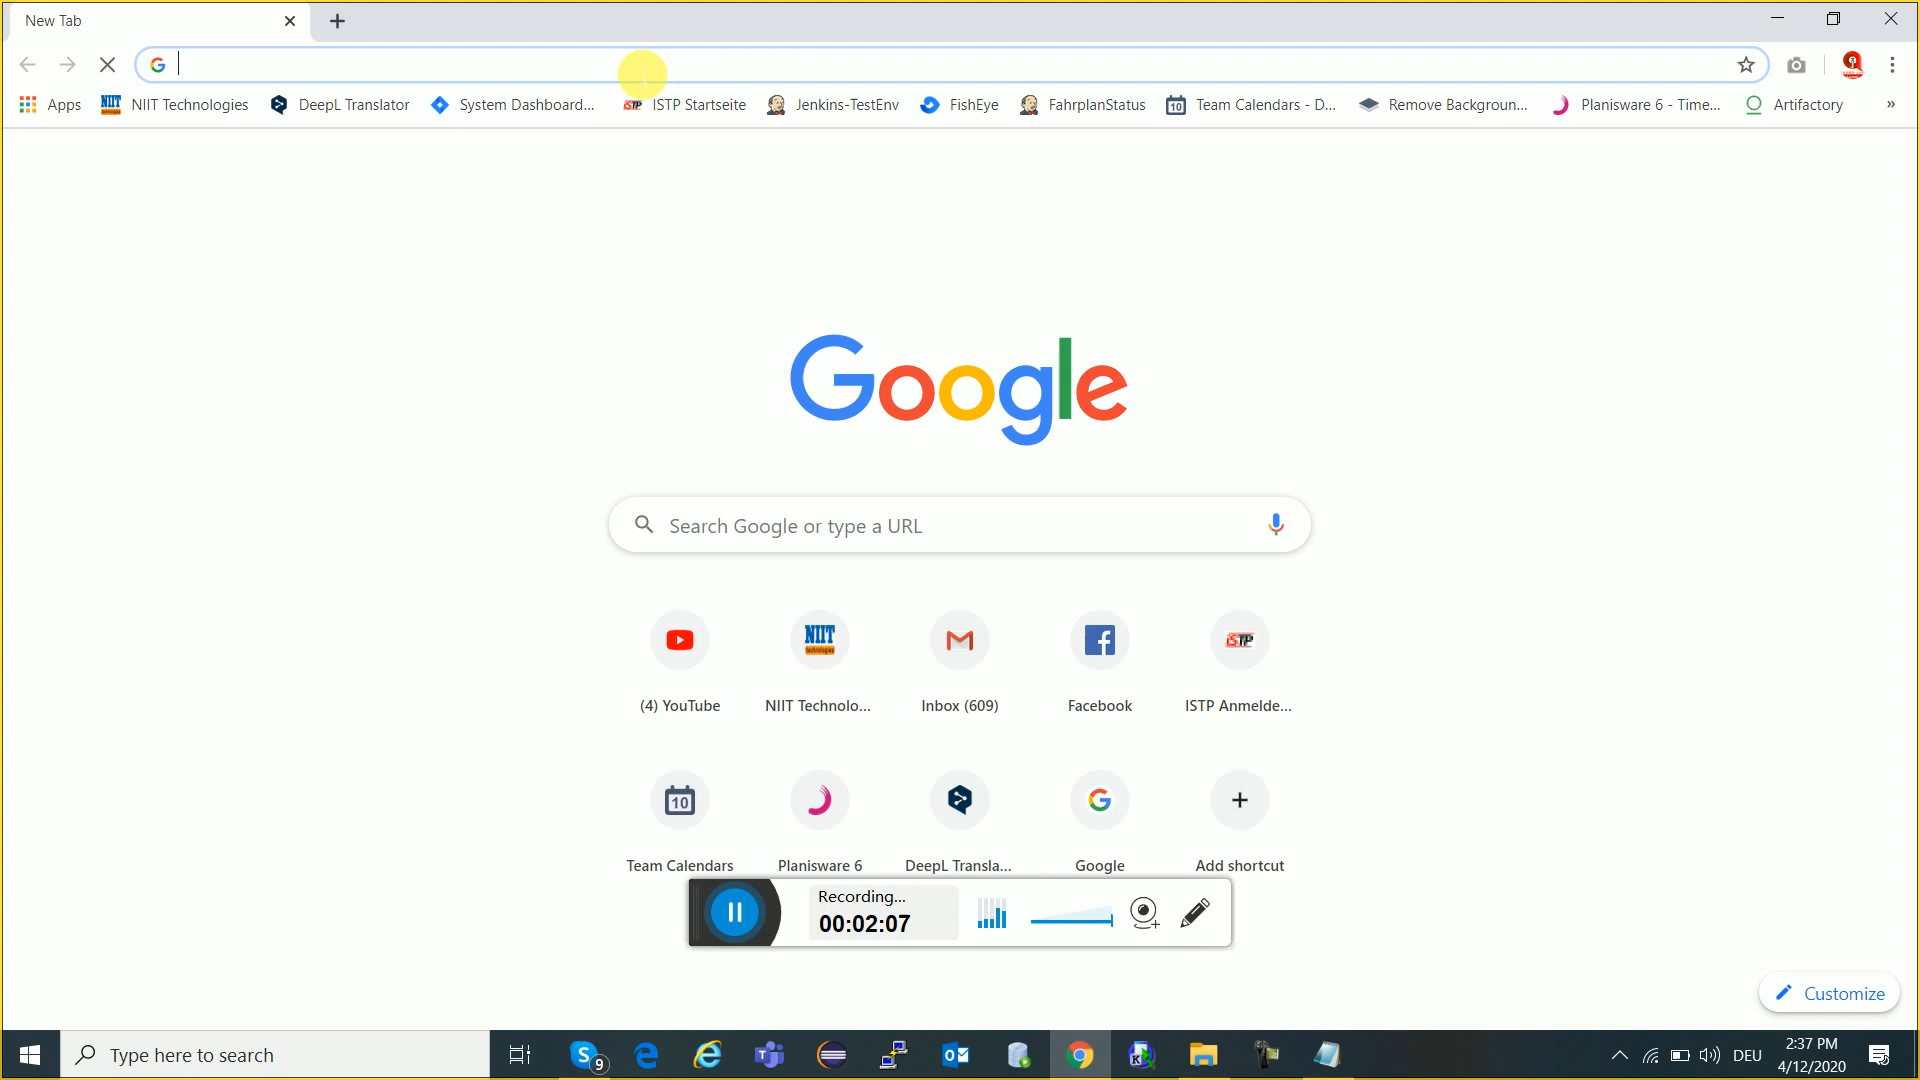 New Tab
Apps
NIIT Technologies
DeepL Translator
System Dashboard...
ISTP Startseite
Jenkins-TestEnv
FishEye
FahrplanStatus
Team Calendars - D...
Remove Backgroun...
Planisware 6 - Time...
Artifactory
»
Google
Search Google or type a URL
(4) YouTube
NIIT Technolo...
Inbox (609)
Facebook
ISTP Anmelde...
Team Calendars
Planisware 6
DeepL Transla...
Google
Add shortcut
Recording...
00:02:07
Customize
Type here to search
9
DEU
2:37 PM
4/12/2020